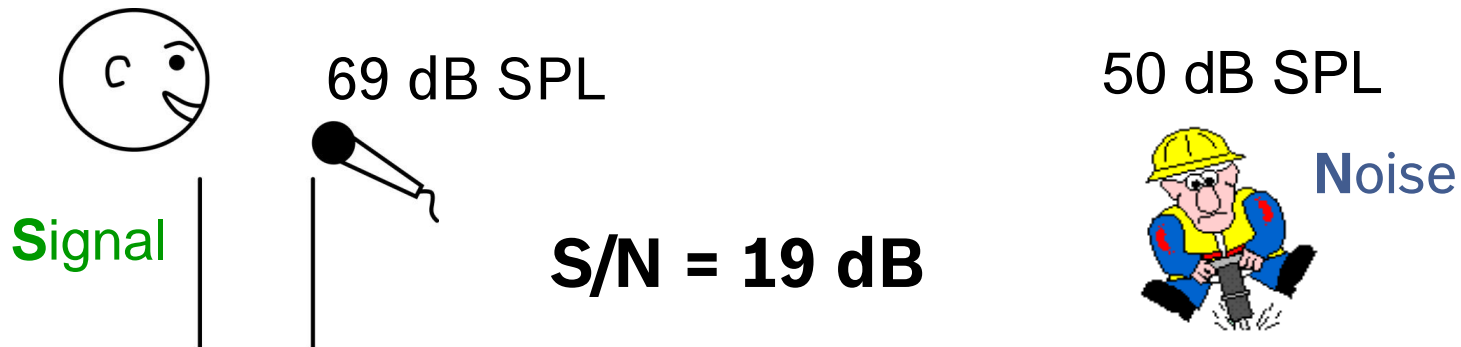 69 dB SPL
50 dB SPL
Noise
Signal
S/N = 19 dB